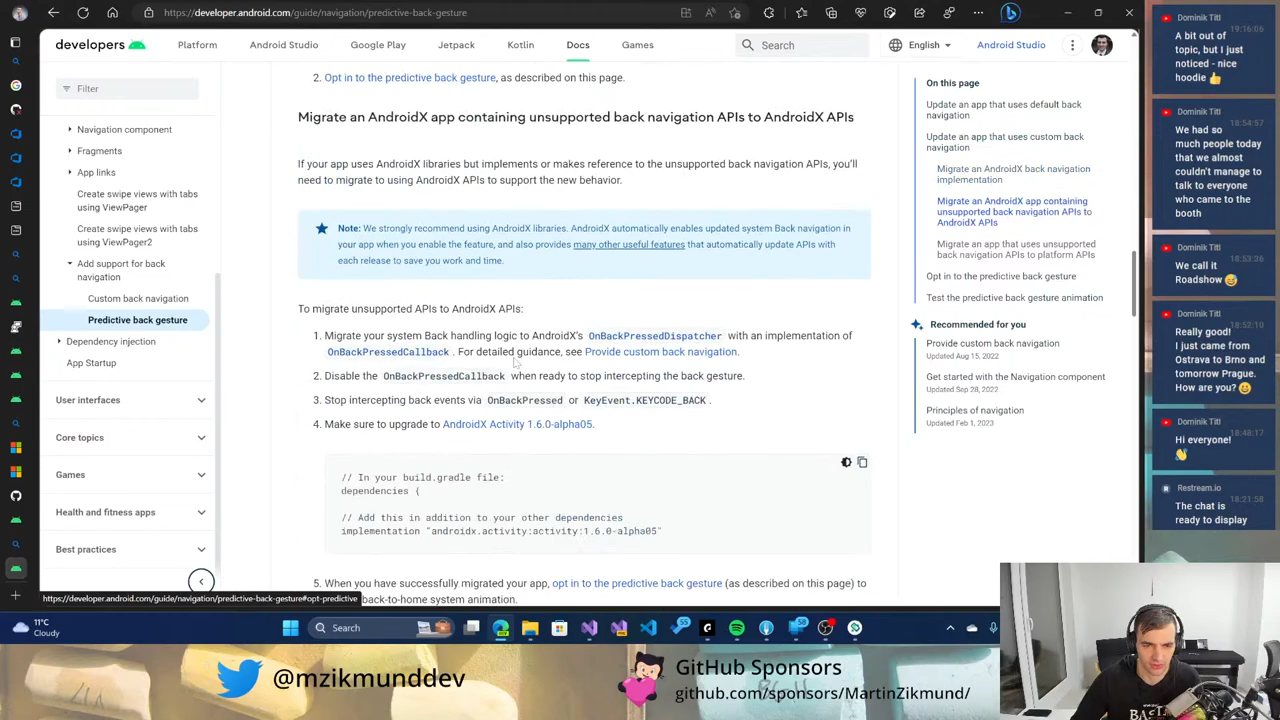 https://developer.android.com/guide/navigation/predictive-back-gesture
developers
Platform
Android Studio
Google Play
Jetpack
Kotlin
Docs
Games
Search
English
Android Studio
Filter
Navigation component
Fragments
App links
Create swipe views with tabs
using ViewPager
Create swipe views with tabs
using ViewPager2
Add support for back
navigation
Custom back navigation
Predictive back gesture
Dependency injection
App Startup
User interfaces
Core topics
Games
Health and fitness apps
Best practices
https://developer.android.com/guide/navigation/predictive-back-gesture#opt-predictive
2. Opt in to the predictive back gesture, as described on this page.
Migrate an AndroidX app containing unsupported back navigation APIs to AndroidX APIs
If your app uses AndroidX libraries but implements or makes reference to the unsupported back navigation APIs, you'll
need to migrate to using AndroidX APIs to support the new behavior.
Note: We strongly recommend using AndroidX libraries. AndroidX automatically enables updated system Back navigation in
your app when you enable the feature, and also provides many other useful features that automatically update APIs with
each release to save you work and time.
To migrate unsupported APIs to AndroidX APIs:
1. Migrate your system Back handling logic to AndroidX's OnBackPressedDispatcher with an implementation of
OnBackPressedCallback. For detailed guidance, see Provide custom back navigation.
2. Disable the OnBackPressedCallback when ready to stop intercepting the back gesture.
3. Stop intercepting back events via OnBackPressed or KeyEvent.KEYCODE_BACK.
4. Make sure to upgrade to AndroidX Activity 1.6.0-alpha05.
// In your build.gradle file:
dependencies {
// Add this in addition to your other dependencies
implementation "androidx.activity:activity:1.6.0-alpha05"
5. When you have successfully migrated your app, opt in to the predictive back gesture (as described on this page) to
back-to-home system animation.
On this page
Update an app that uses default back
navigation
Update an app that uses custom back
navigation
Migrate an AndroidX back navigation
implementation
Migrate an AndroidX app containing
unsupported back navigation APIs to
AndroidX APIs
Migrate an app that uses unsupported
back navigation APIs to platform APIs
Opt in to the predictive back gesture
Test the predictive back gesture animation
Recommended for you
Provide custom back navigation
Updated Aug 15, 2022
Get started with the Navigation component
Updated Sep 28, 2022
Principles of navigation
Updated Feb 1, 2023
Dominik Titl
19:16:06
A bit out of
topic, but I just
noticed - nice
hoodie 👍
Dominik Titl
18:54:57
We had so
much people today
that we almost
couldn't manage to
talk to everyone
who came to the
booth
Dominik Titl
18:53:36
We call it
Roadshow 😅
Dominik Titl
18:52:10
Really good!
I just came from
Ostrava to Brno and
tomorrow Prague.
How are you? 😃
Dominik Titl
18:48:17
Hi everyone!
👋
Restream.io
18:21:58
The chat is
ready to display
11°C
Cloudy
Search
@mzikmunddev
GitHub Sponsors
github.com/sponsors/MartinZikmund/